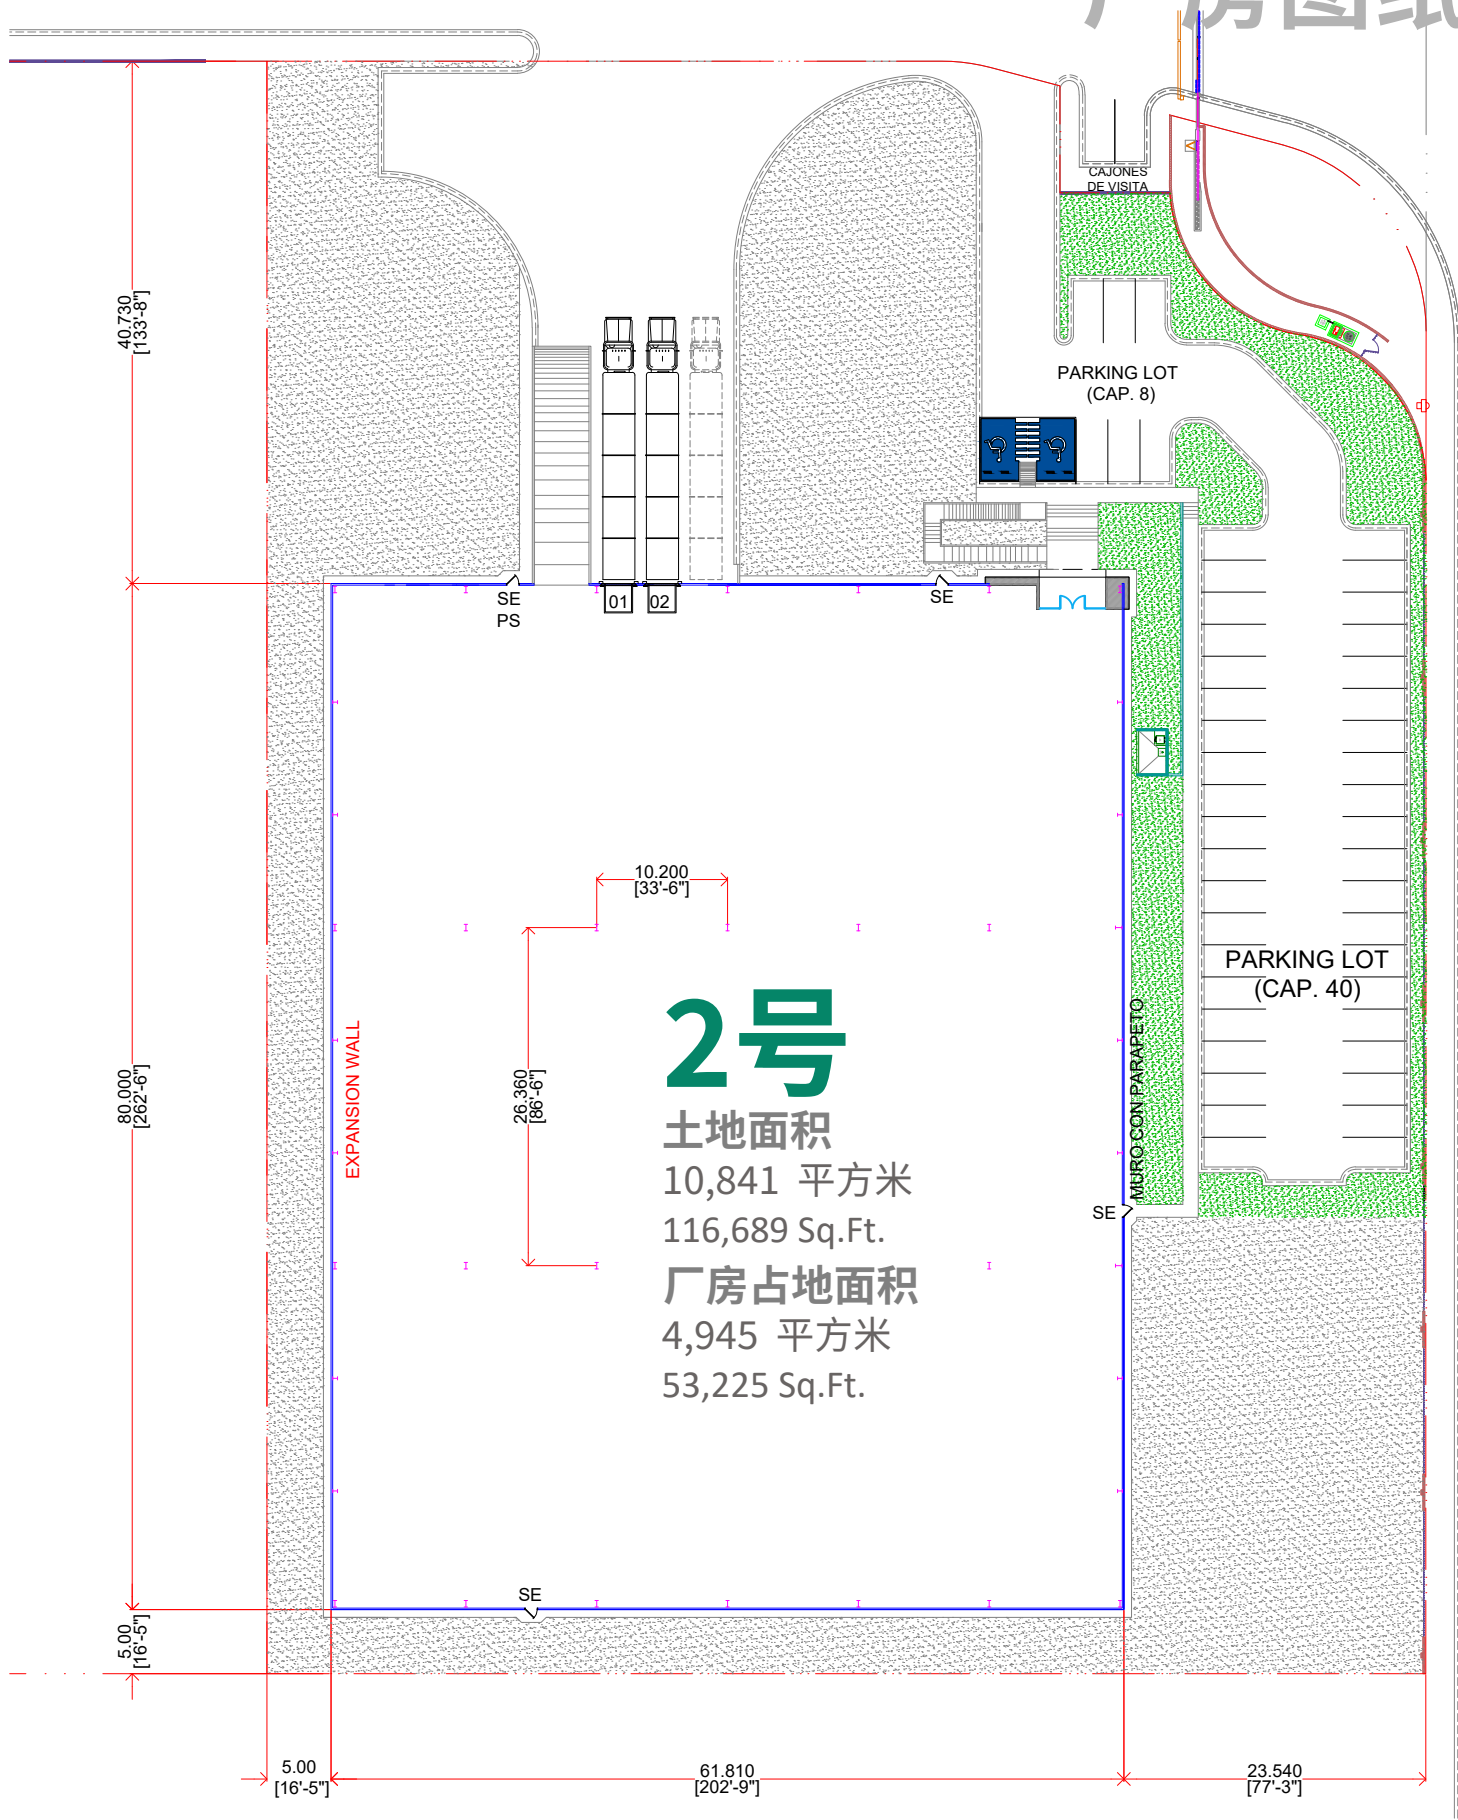 厂房图纸
CAJONES
DE VISITA
40.730
[133'-8"]
PARKING LOT
(CAP. 8)
SE
PS
01
02
SE
10.200
[33'-6"]
PARKING LOT
(CAP. 40)
2号
EXPANSION WALL
80.000
[262'-6"]
26.360
[86'-6"]
MURO CON PARAPETO
土地面积
10,841 平方米
116,689 Sq.Ft.
SE
厂房占地面积
4,945 平方米
53,225 Sq.Ft.
SE
5.00
[16'-5"]
5.00
[16'-5"]
61.810
[202'-9"]
23.540
[77'-3"]